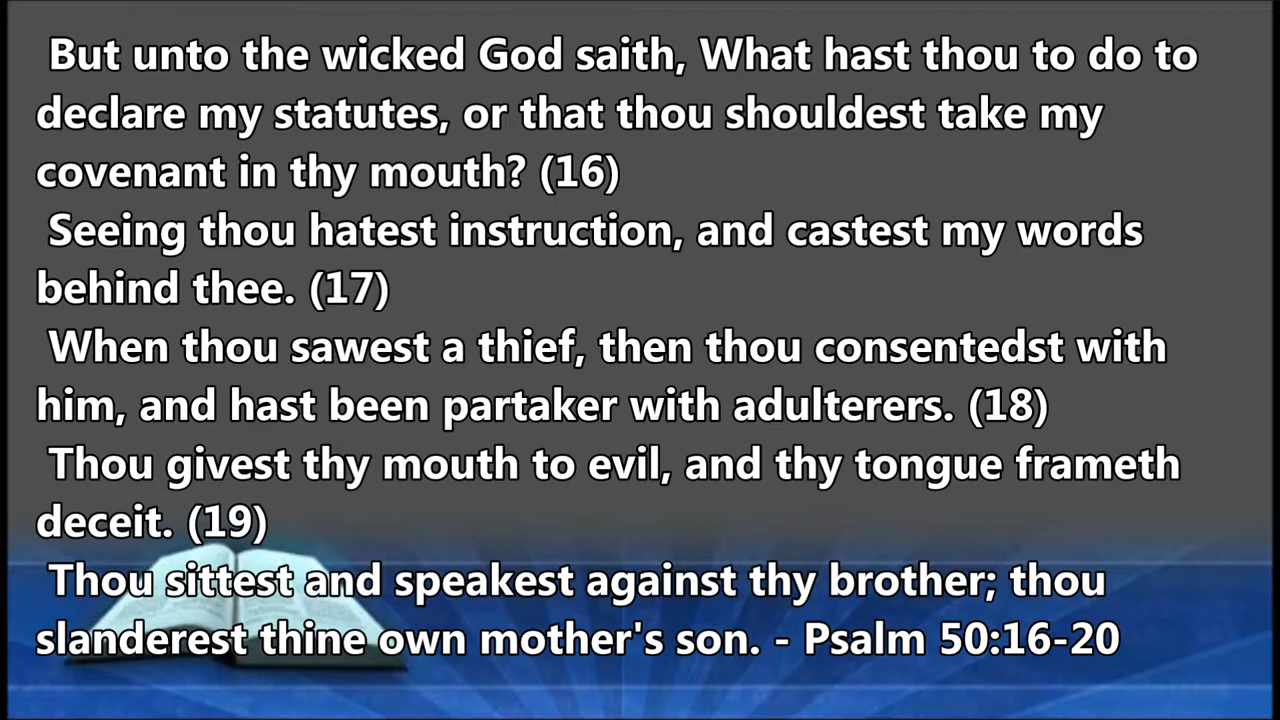 But unto the wicked God saith, What hast thou to do to
declare my statutes, or that thou shouldest take my
covenant in thy mouth? (16)
Seeing thou hatest instruction, and castest my words
behind thee. (17)
When thou sawest a thief, then thou consentedst with
him, and hast been partaker with adulterers. (18)
Thou givest thy mouth to evil, and thy tongue frameth
deceit. (19)
Thou sittest and speakest against thy brother; thou
slanderest thine own mother's son. - Psalm 50:16-20